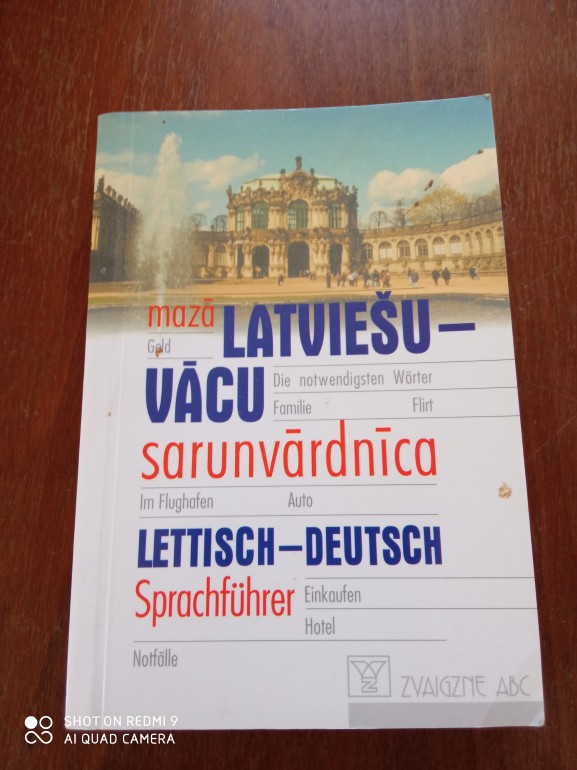 mazā
LATVIEŠU–
Geld
Die notwendigsten Wörter
VĀCU
Familie Flirt
sarunvārdnīca
Im Flughafen Auto
LETTISCH–DEUTSCH
Sprachführer
Einkaufen
Hotel
Notfälle
ZVAIGZNE ABC
SHOT ON REDMI 9
AI QUAD CAMERA